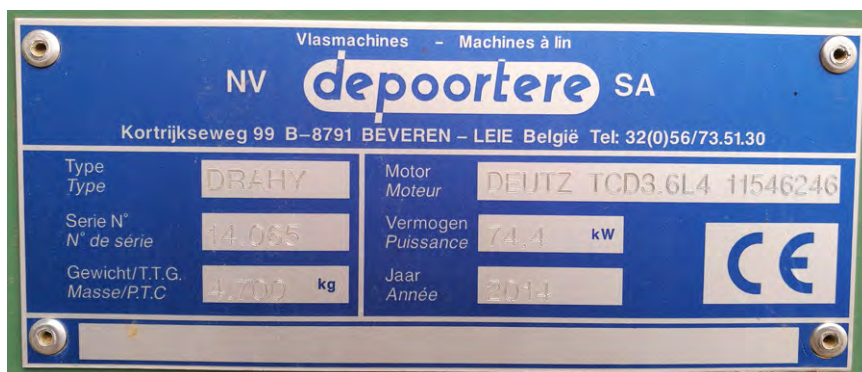 Vlasmachines - Machines à lin
NV depoortere SA
Kortrijkseweg 99 B–8791 BEVEREN – LEIE België Tel: 32(0)56/73.51.30
Type
Type
DRAHY
Motor
Moteur
DEUTZ TCD3.6L4 11546246
Serie N°
N° de série
14.065
Vermogen
Puissance
74,4 kW
Gewicht/T.T.G.
Masse/P.T.C
4.700 kg
Jaar
Année
2014
CE